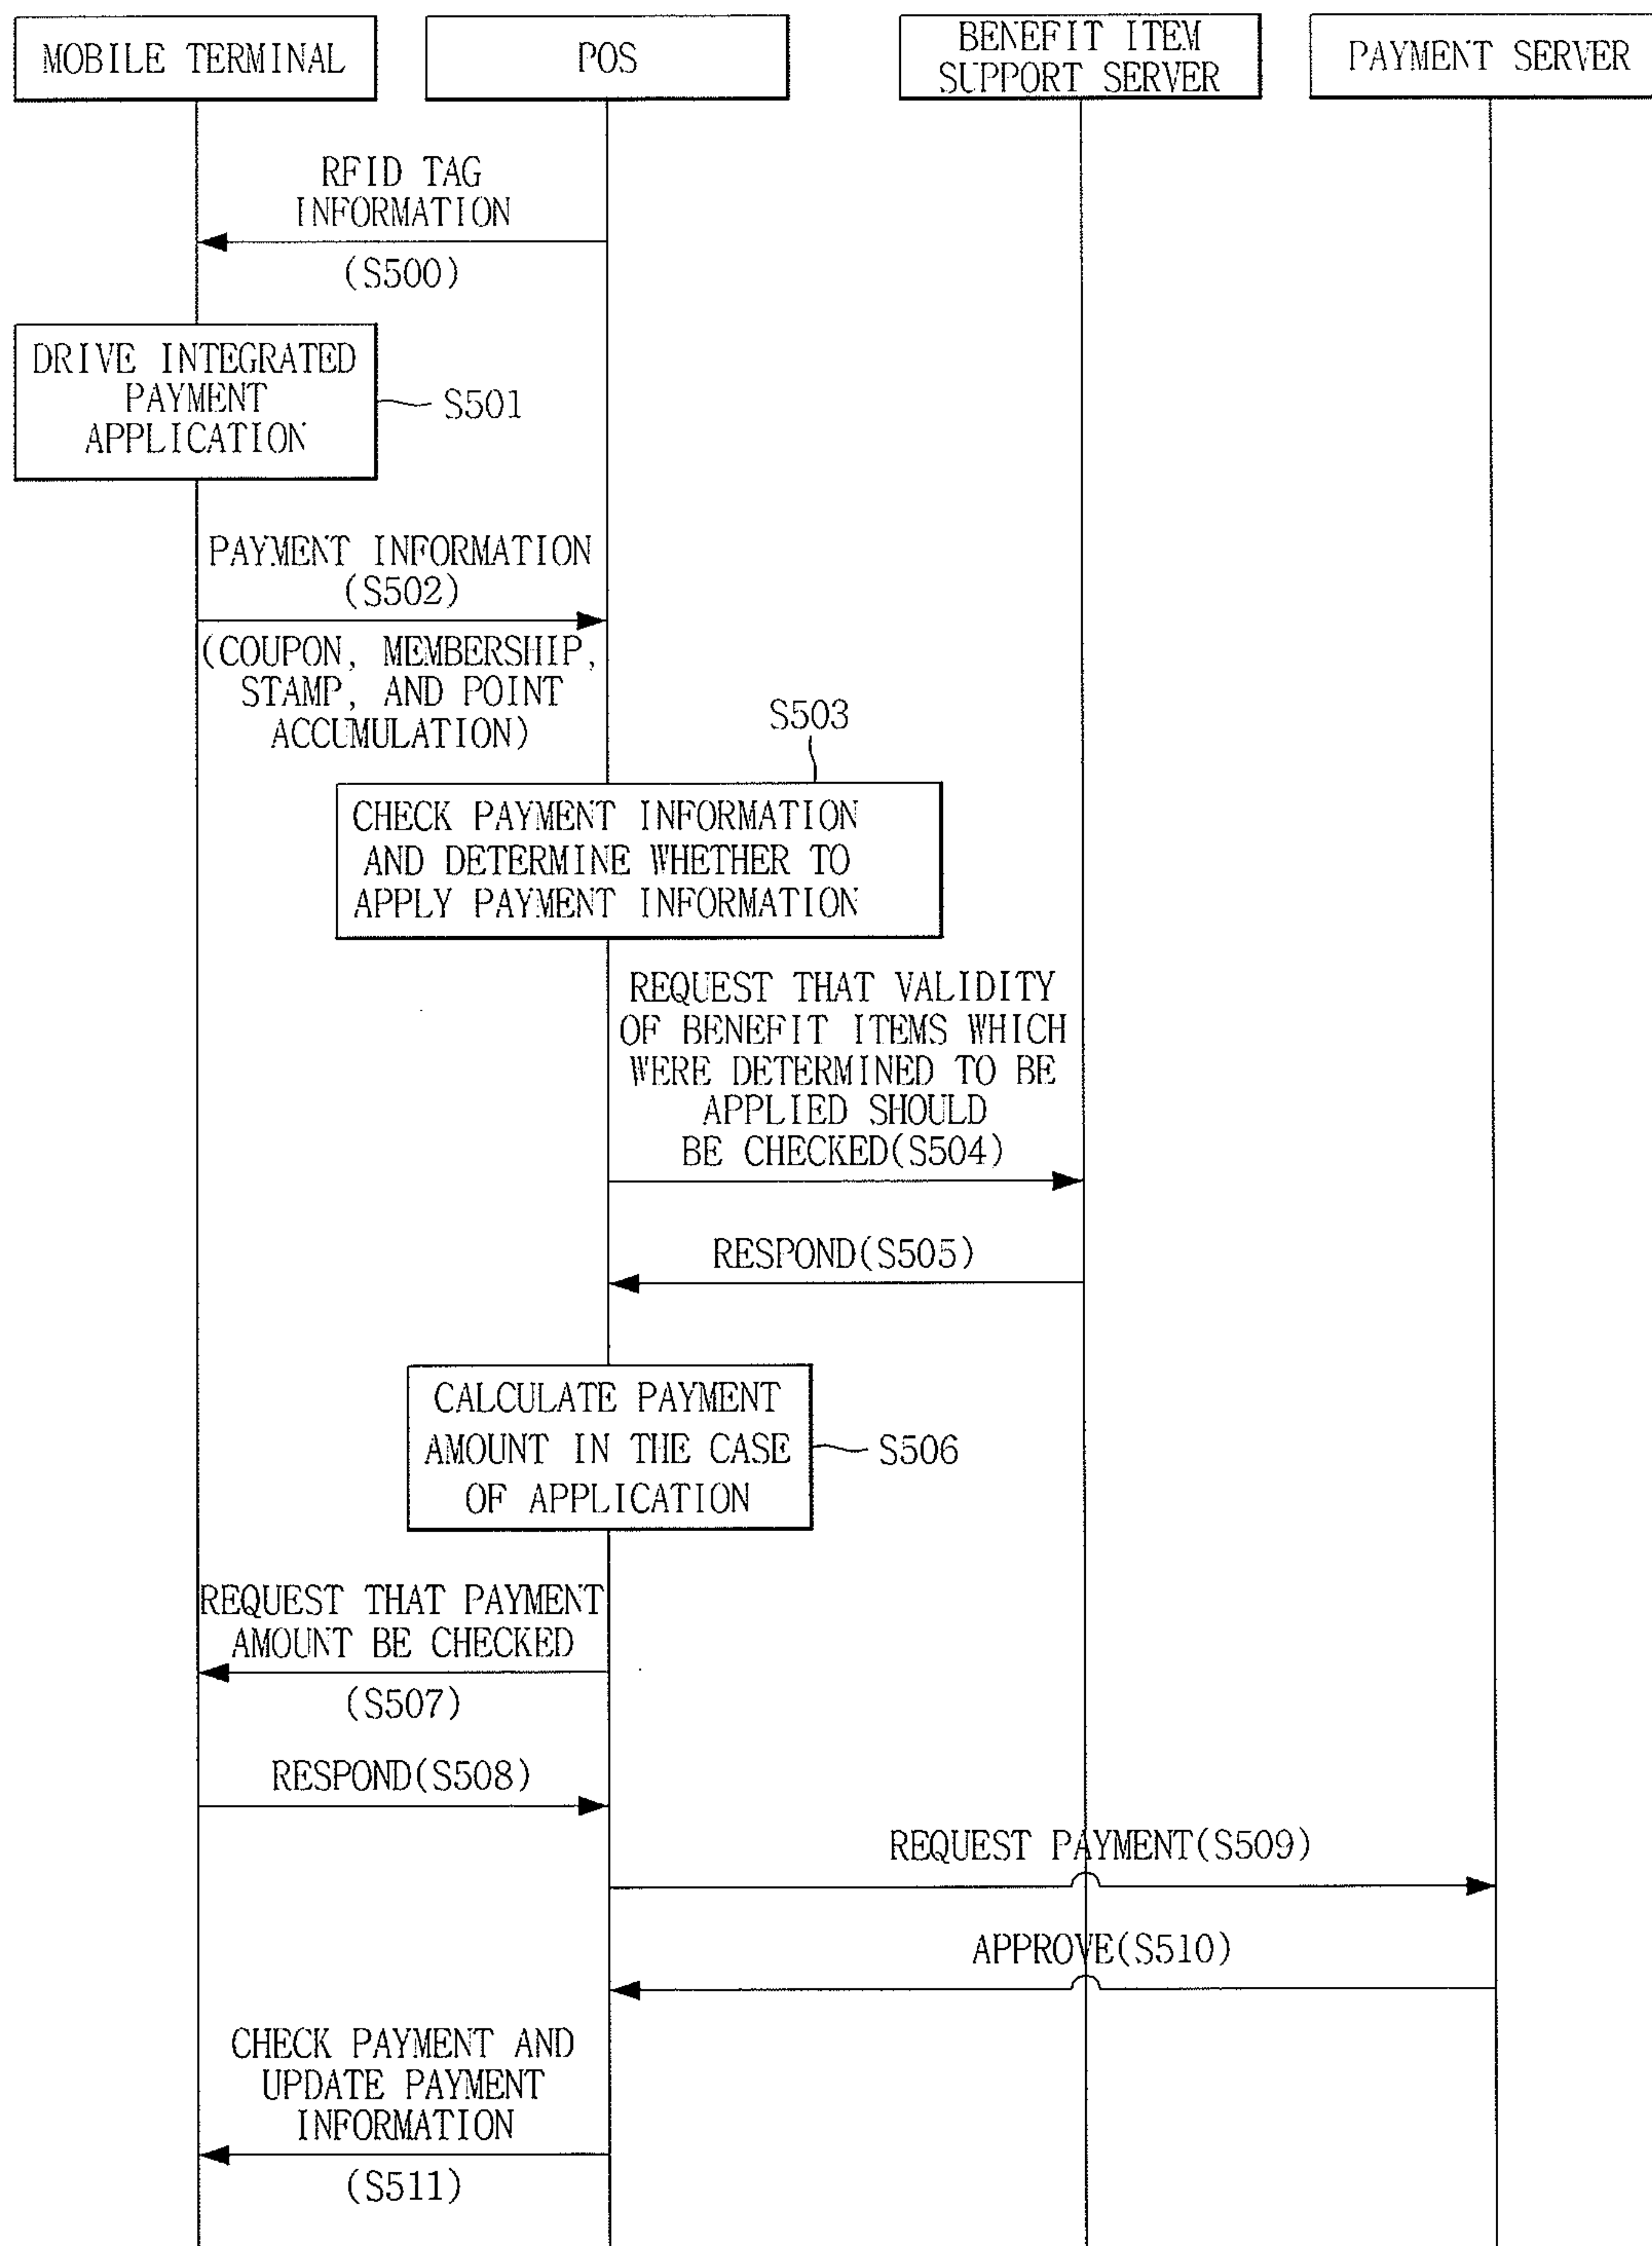 MOBILE TERMINAL
POS
BENEFIT ITEM
SUPPORT SERVER
PAYMENT SERVER
RFID TAG
INFORMATION
(S500)
DRIVE INTEGRATED
PAYMENT
APPLICATION
S501
PAYMENT INFORMATION
(S502)
(COUPON, MEMBERSHIP,
STAMP, AND POINT
ACCUMULATION)
S503
CHECK PAYMENT INFORMATION
AND DETERMINE WHETHER TO
APPLY PAYMENT INFORMATION
REQUEST THAT VALIDITY
OF BENEFIT ITEMS WHICH
WERE DETERMINED TO BE
APPLIED SHOULD
BE CHECKED(S504)
RESPOND(S505)
CALCULATE PAYMENT
AMOUNT IN THE CASE
OF APPLICATION
S506
REQUEST THAT PAYMENT
AMOUNT BE CHECKED
(S507)
RESPOND(S508)
REQUEST PAYMENT(S509)
APPROVE(S510)
CHECK PAYMENT AND
UPDATE PAYMENT
INFORMATION
(S511)